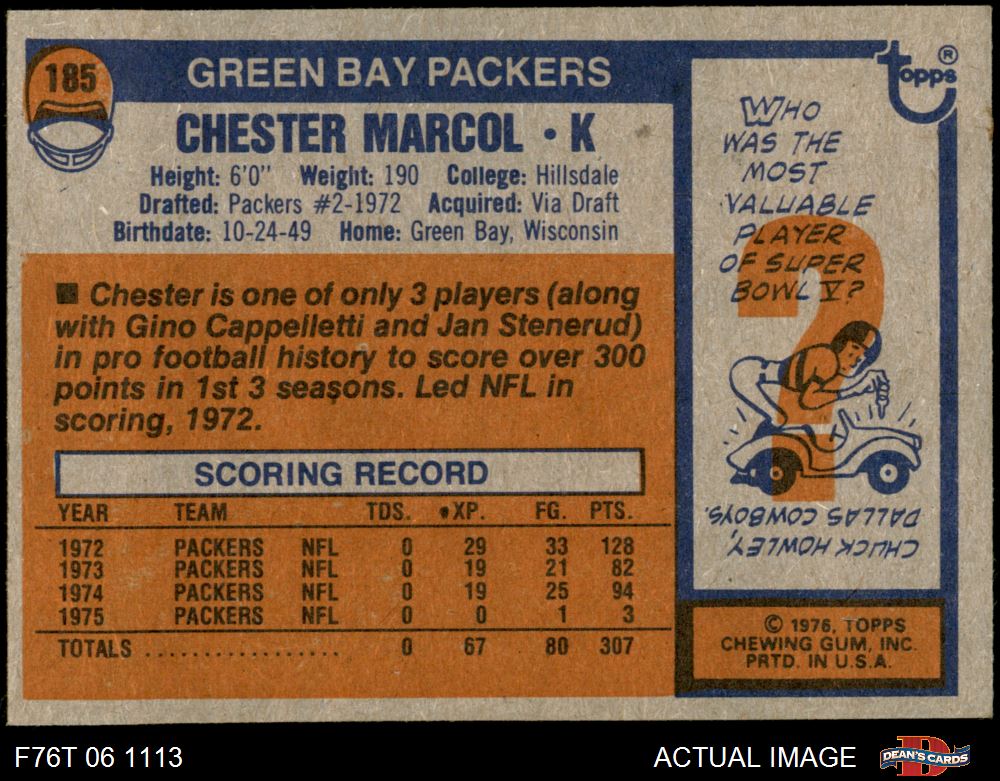 185
GREEN BAY PACKERS
CHESTER MARCOL • K
Height: 6'0" Weight: 190 College: Hillsdale
Drafted: Packers #2-1972 Acquired: Via Draft
Birthdate: 10-24-49 Home: Green Bay, Wisconsin
■ Chester is one of only 3 players (along
with Gino Cappelletti and Jan Stenerud)
in pro football history to score over 300
points in 1st 3 seasons. Led NFL in
scoring, 1972.
SCORING RECORD
YEAR TEAM TDS. •XP. FG. PTS.
1972 PACKERS NFL 0 29 33 128
1973 PACKERS NFL 0 19 21 82
1974 PACKERS NFL 0 19 25 94
1975 PACKERS NFL 0 0 1 3
TOTALS .................. 0 67 80 307
topps ®
WHO
WAS THE
MOST
VALUABLE
PLAYER
OF SUPER
BOWL V?
?
CHUCK HOWLEY,
DALLAS COWBOYS.
© 1976, TOPPS
CHEWING GUM, INC.
PRTD. IN U.S.A.
F76T 06 1113
ACTUAL IMAGE
D
DEAN'S CARDS